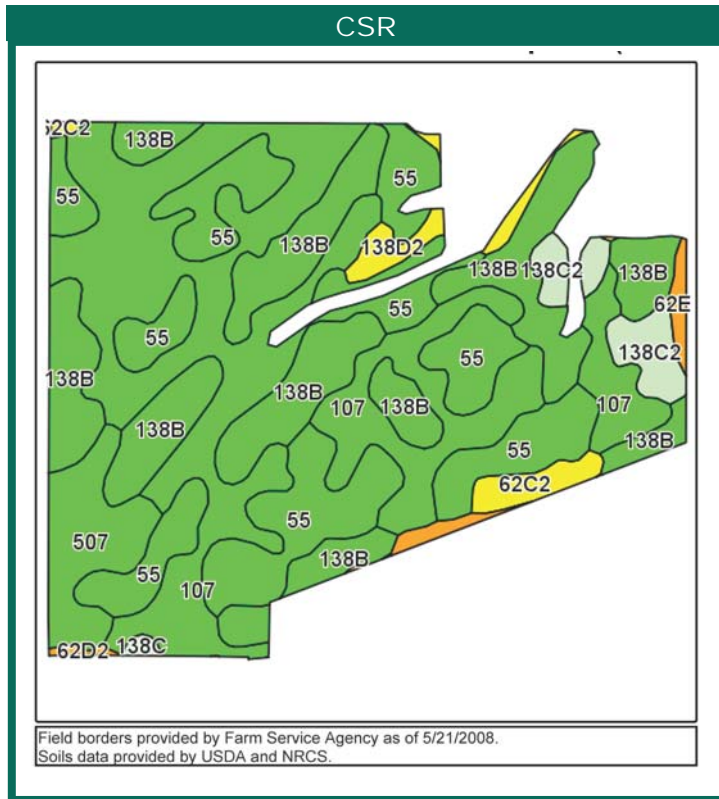 CSR
62C2
138B
55
55
55
138B
138D2
138B
138C2
138B
62E
55
55
55
138C2
138B
138B
107
138B
107
138B
138B
55
62C2
507
55
138B
55
107
62D2
138C
Field borders provided by Farm Service Agency as of 5/21/2008.
Soils data provided by USDA and NRCS.